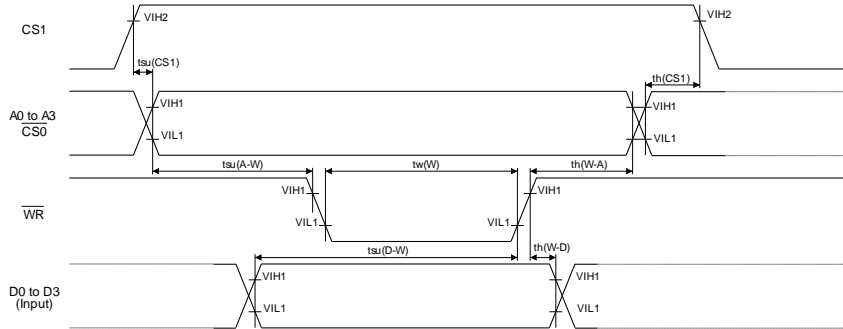 VIH2
VIH2
CS1
tsu(CS1)
th(CS1)
A0 to A3
CS0
VIH1
VIH1
VIL1
VIL1
tsu(A-W)
tw(W)
th(W-A)
WR
VIH1
VIH1
VIL1
VIL1
tsu(D-W)
th(W-D)
D0 to D3
(Input)
VIH1
VIH1
VIL1
VIL1